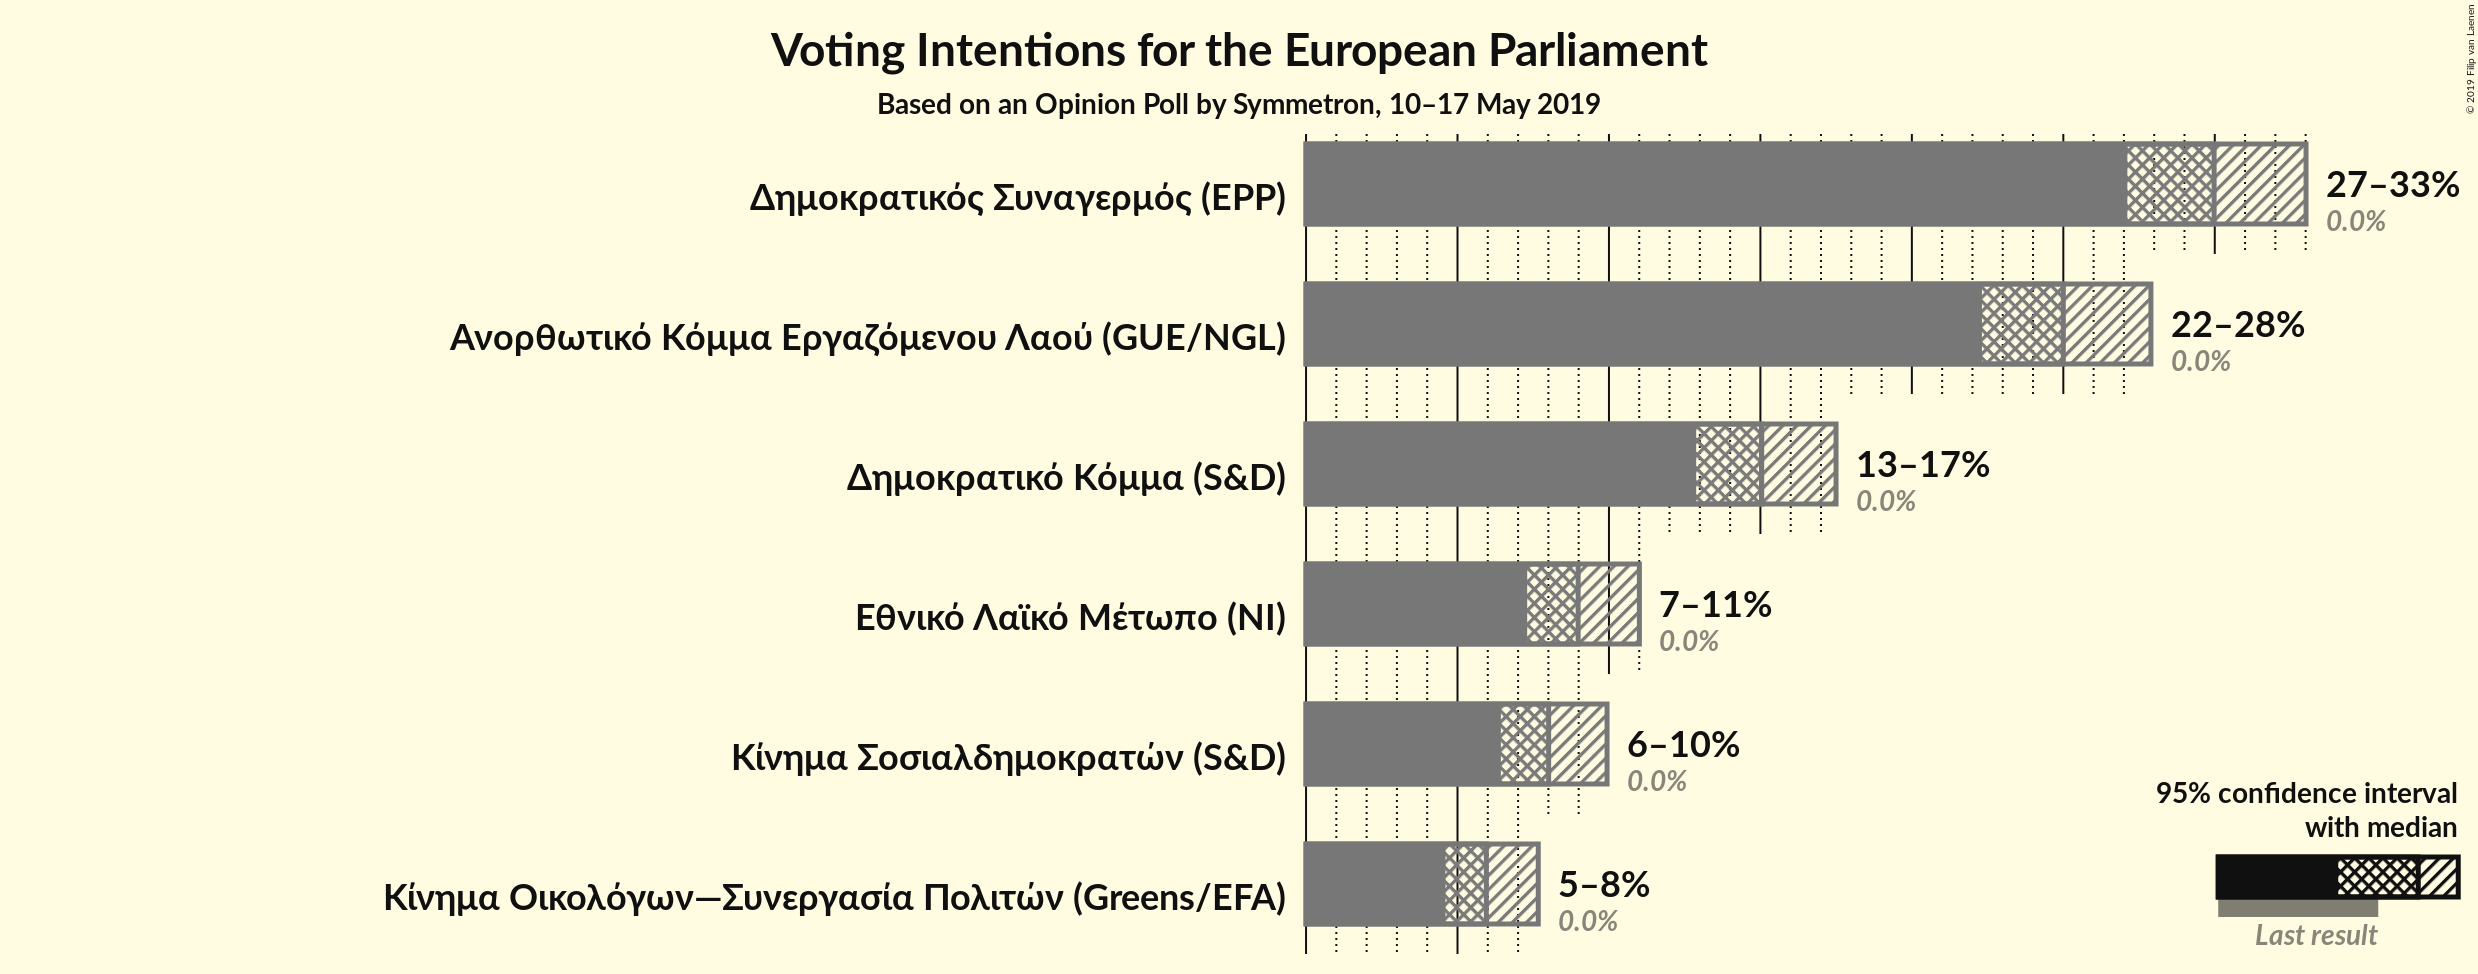 Voting Intentions for the European Parliament
Based on an Opinion Poll by Symmetron, 10–17 May 2019
© 2019 Filip van Laenen
Δημοκρατικός Συναγερμός (EPP)
27–33%
0.0%
Ανορθωτικό Κόμμα Εργαζόμενου Λαού (GUE/NGL)
22–28%
0.0%
Δημοκρατικό Κόμμα (S&D)
13–17%
0.0%
Εθνικό Λαϊκό Μέτωπο (NI)
7–11%
0.0%
Κίνημα Σοσιαλδημοκρατών (S&D)
6–10%
0.0%
Κίνημα Οικολόγων—Συνεργασία Πολιτών (Greens/EFA)
5–8%
0.0%
95% confidence interval
with median
Last result